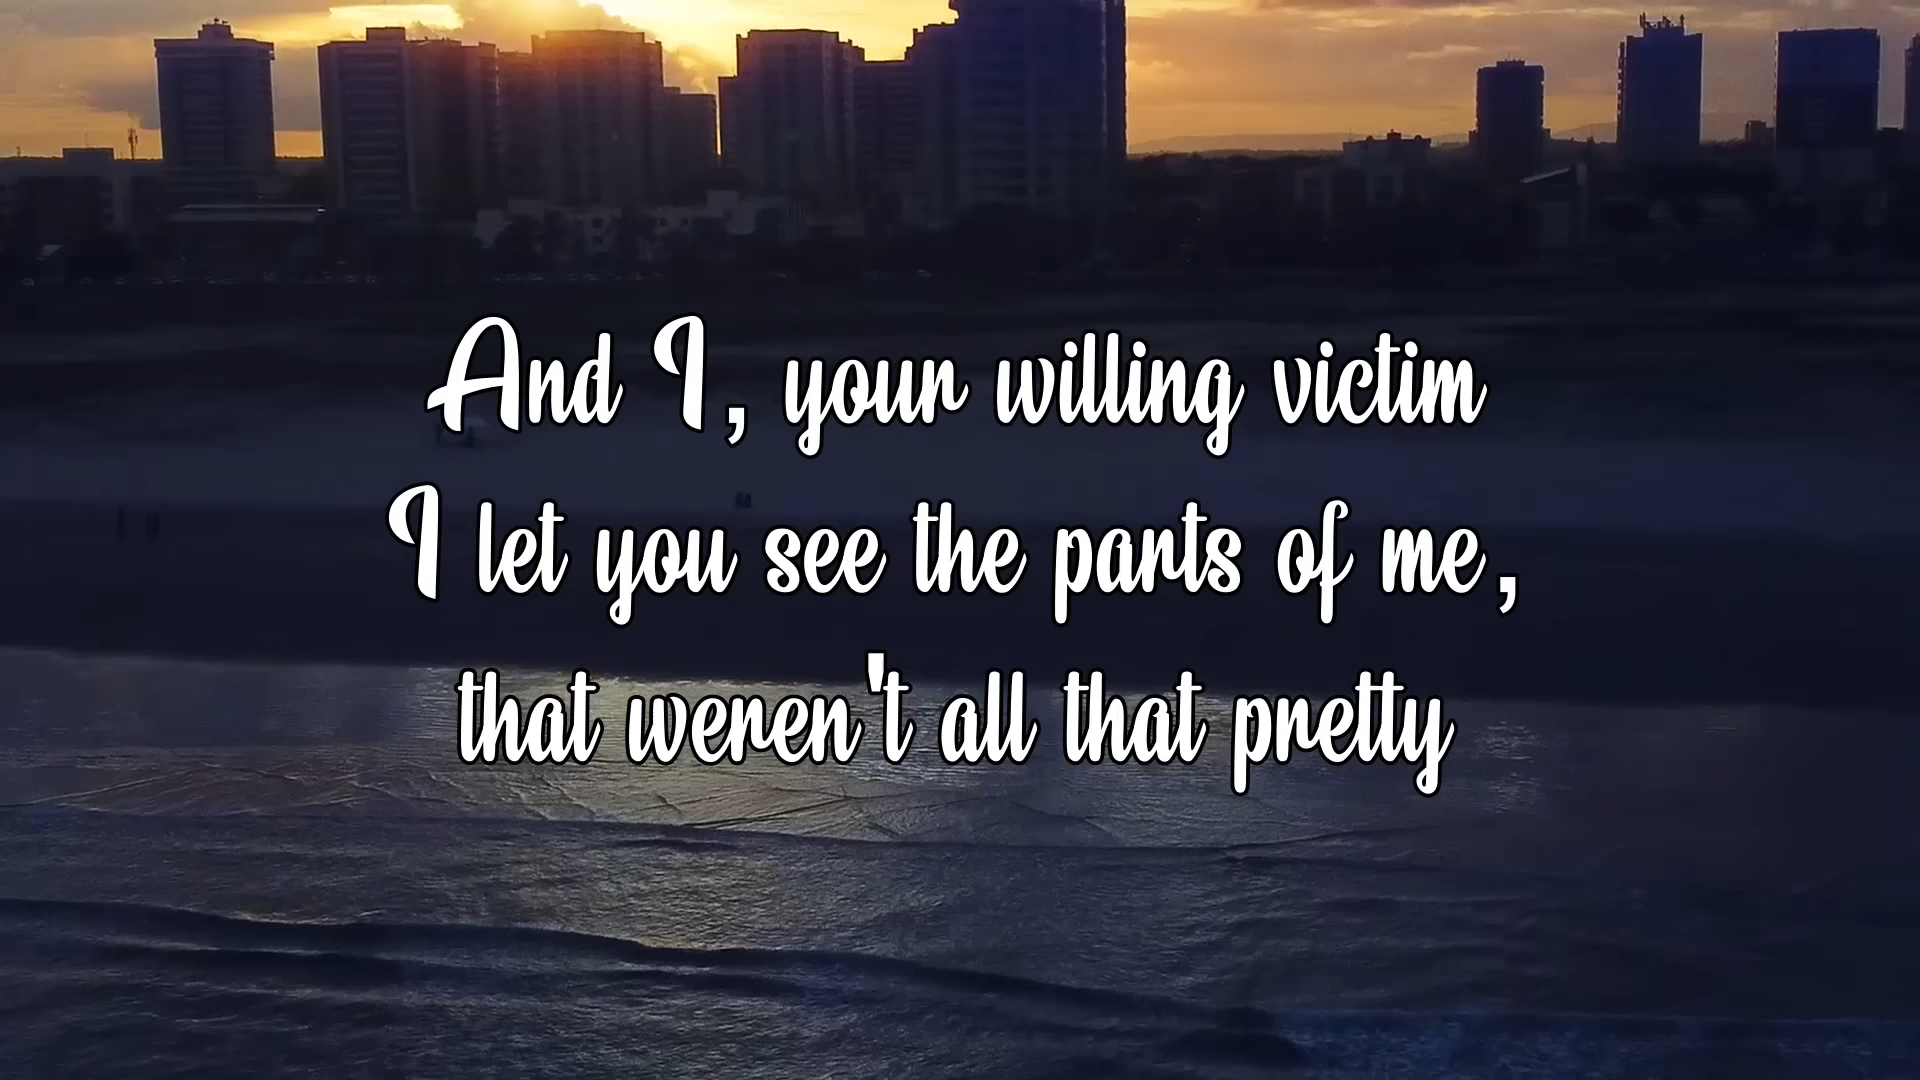 And I, your willing victim
I let you see the parts of me,
that weren't all that pretty